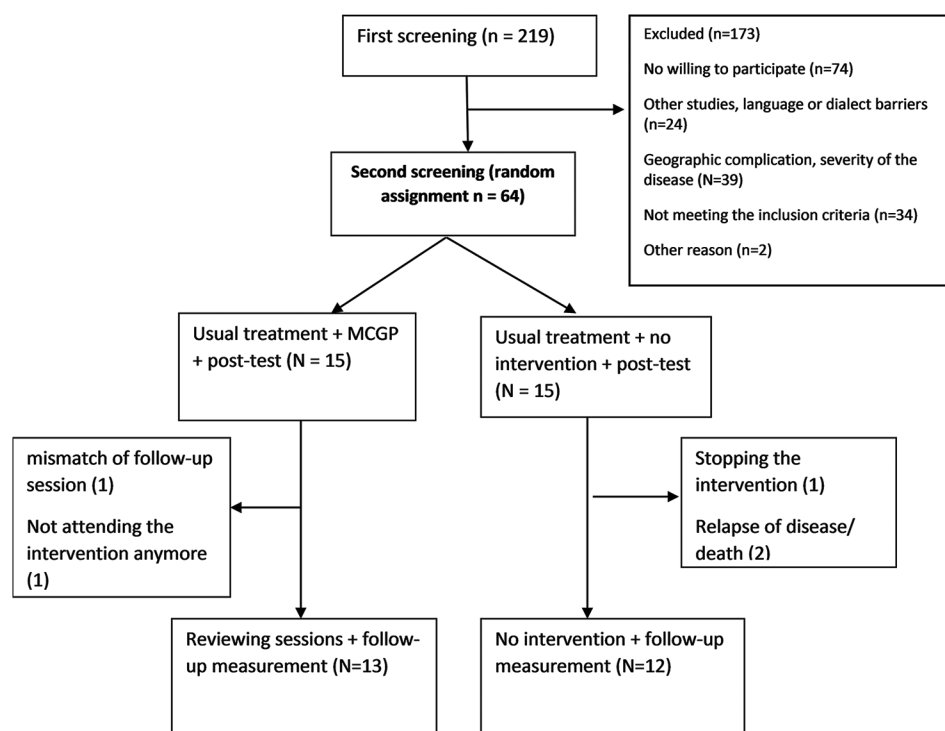 First screening (n = 219)
Excluded (n=173)
No willing to participate (n=74)
Other studies, language or dialect barriers
(n=24)
Geographic complication, severity of the
disease (N=39)
Not meeting the inclusion criteria (n=34)
Other reason (n=2)
Second screening (random
assignment n = 64)
Usual treatment + MCGP
+ post-test (N = 15)
Usual treatment + no
intervention + post-test
(N = 15)
mismatch of follow-up
session (1)
Not attending the
intervention anymore
(1)
Stopping the
intervention (1)
Relapse of disease/
death (2)
Reviewing sessions + follow-
up measurement (N=13)
No intervention + follow-up
measurement (N=12)